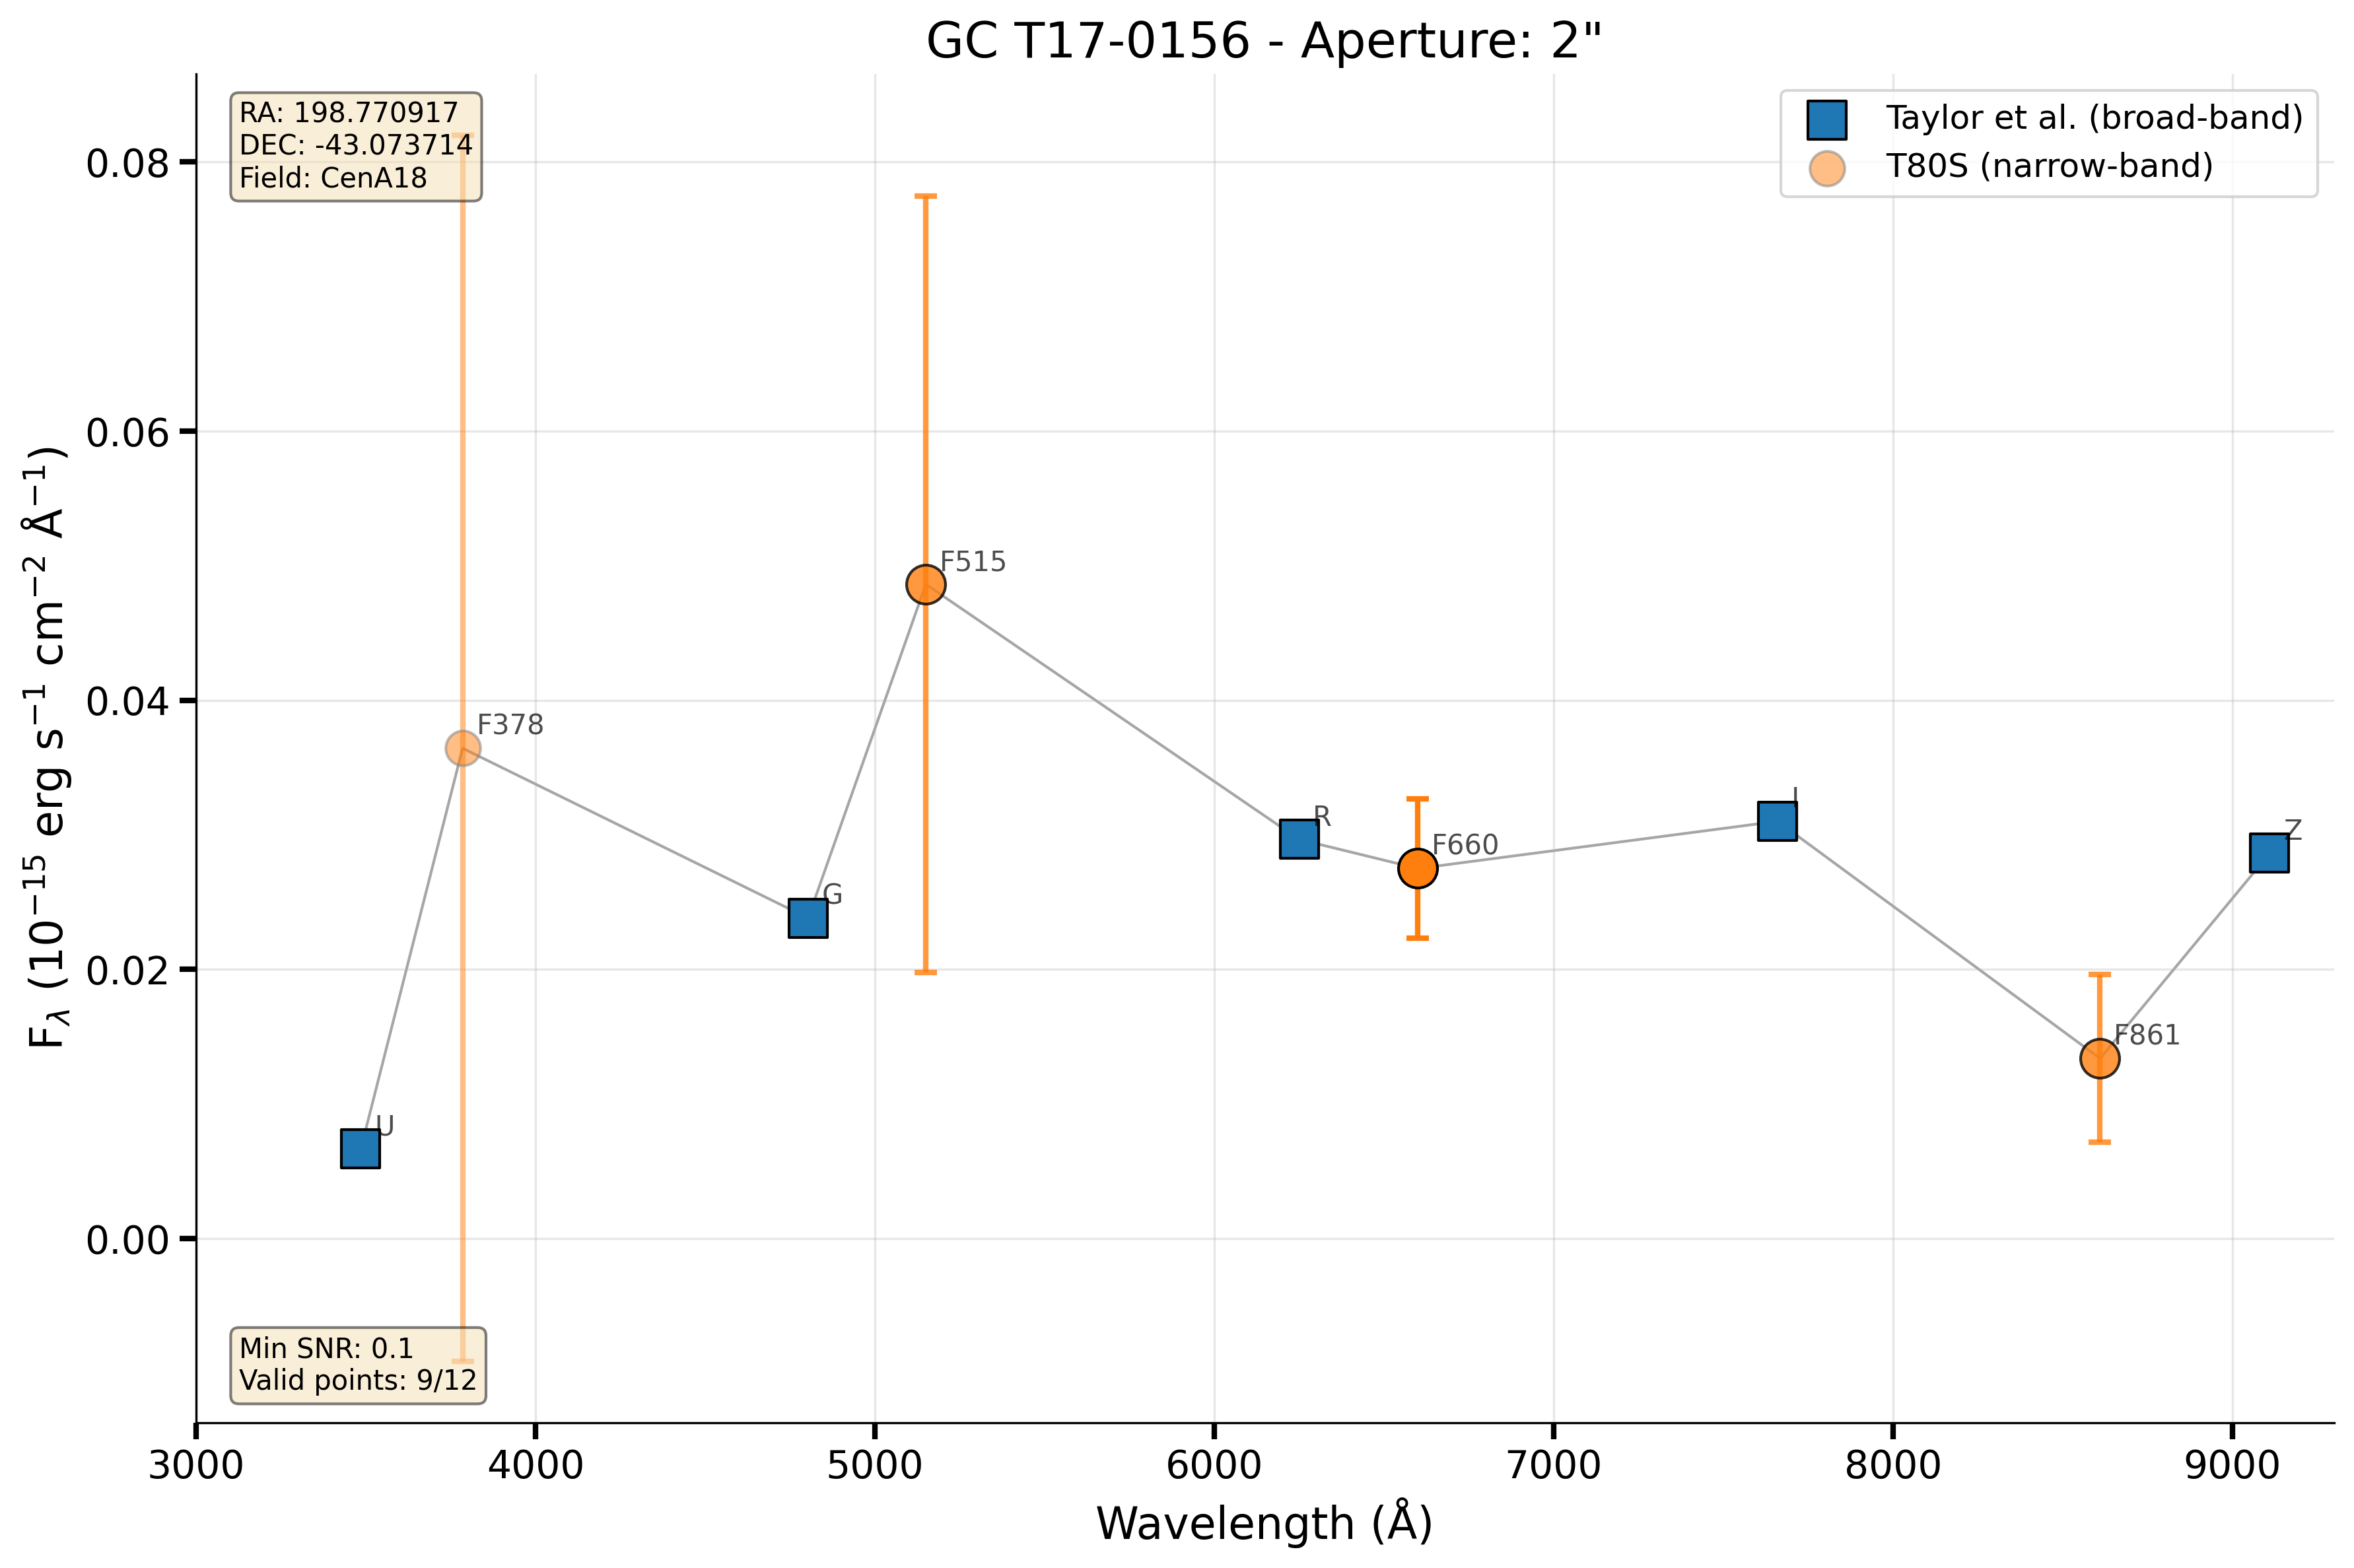 GC T17-0156 - Aperture: 2"
RA: 198.770917
DEC: -43.073714
Field: CenA18
Taylor et al. (broad-band)
T80S (narrow-band)
0.08
0.06
0.04
0.02
0.00
F_λ (10⁻¹⁵ erg s⁻¹ cm⁻² Å⁻¹)
F515
F378
I
R
Z
F660
G
F861
U
Min SNR: 0.1
Valid points: 9/12
3000 4000 5000 6000 7000 8000 9000
Wavelength (Å)